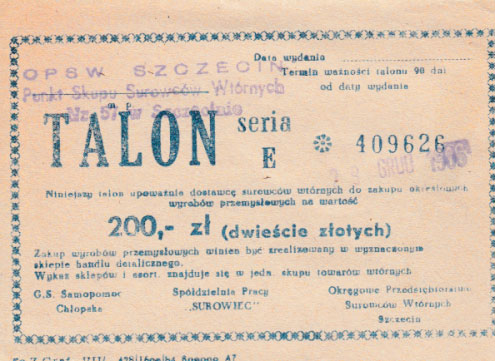 Data wydania
Termin ważności talonu 90 dni
od daty wydania
OPSW SZCZECIN
Punkt Skupu Surowców Wtórnych
m p
TALON seria
E 409626
GRUD
Niniejszy talon upoważnia dostawcę surowców wtórnych do zakupu określonych
wyrobów przemysłowych na wartość
200,- zł (dwieście złotych)
Zakup wyrobów przemysłowych winien być zrealizowany w wyznaczonym
sklepie handlu detalicznego.
Wykaz sklepów i asort. znajduje się w jedn. skupu towarów wtórnych
G.S. Samopomoc
Chłopska
Spółdzielnia Pracy
„SUROWIEC”
Okręgowe Przedsiębiorstwo
Surowców Wtórnych
Szczecin